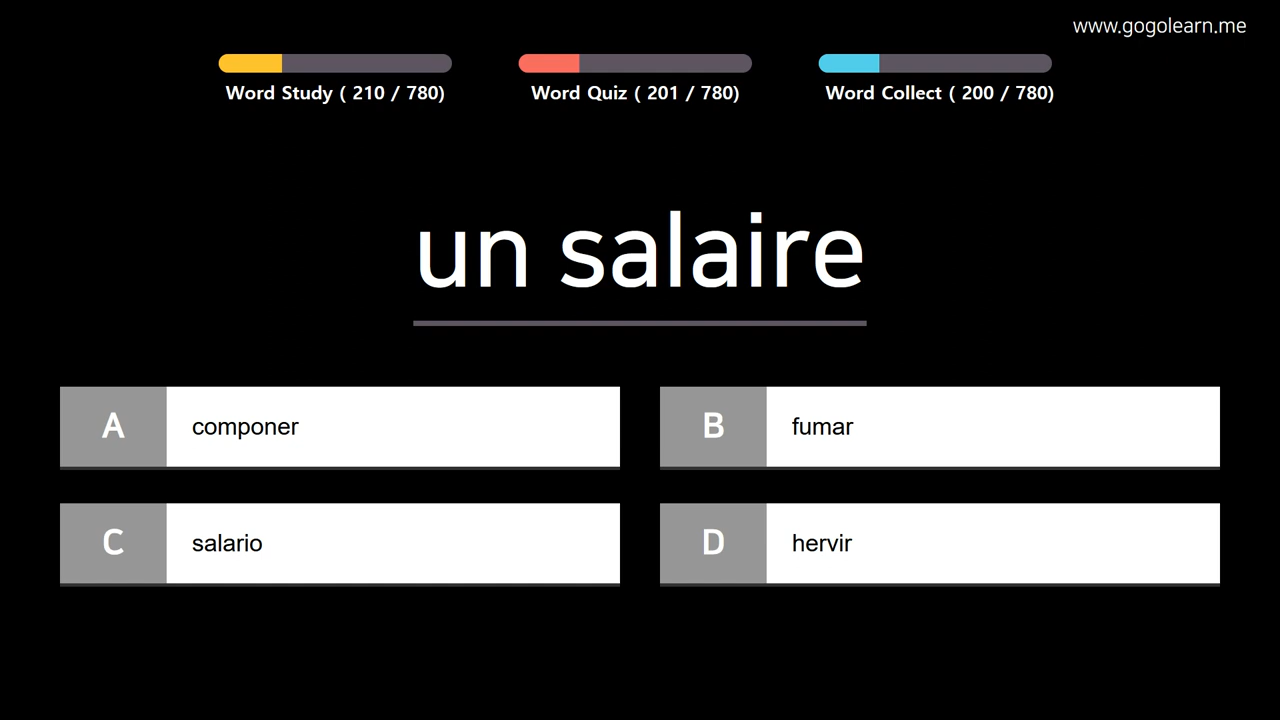 www.gogolearn.me
Word Study ( 210 / 780)
Word Quiz ( 201 / 780)
Word Collect ( 200 / 780)
un salaire
A componer
B fumar
C salario
D hervir